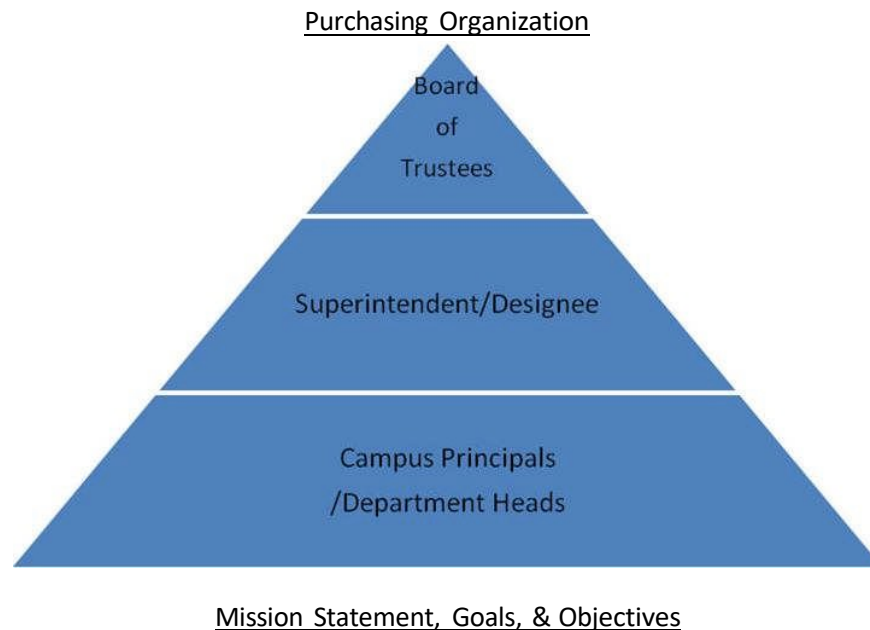 Purchasing Organization
Board
of
Trustees
Superintendent/Designee
Campus Principals
/Department Heads
Mission Statement, Goals, & Objectives